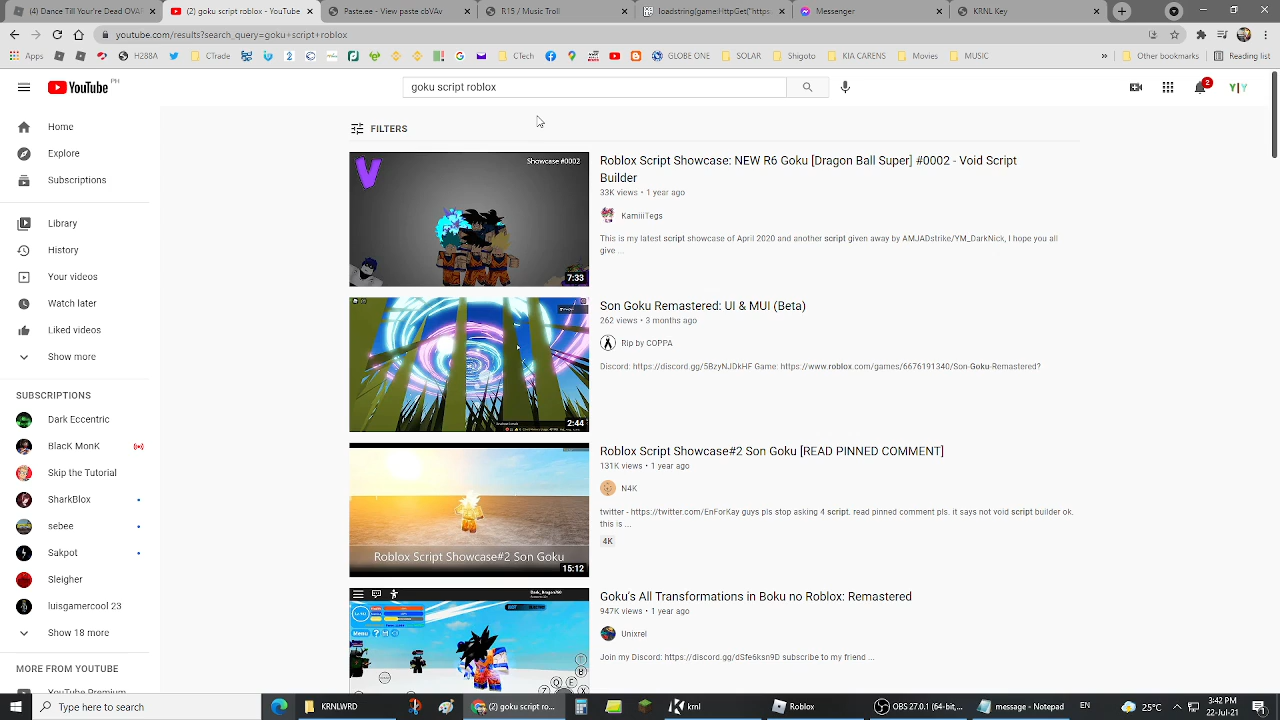 (4) Dance TIll Dead OVAF
(2) goku script roxblox - YouTube
Pastee - View paste bVAv
R15 / Music Troll
loadstring(game:HttpGet("https
Messenger
KRNL Key
youtube.com/results?search_query=goku+script+roxblox
Apps
H288A
CTrade
CTech
GLOBE ONE
SOLAR
Shigoto
KIA CARENS
Movies
MUSIC
Other bookmarks
Reading list
YouTube PH
goku script roblox
2
Y|Y
Home
Explore
Subscriptions
Library
History
Your videos
Watch later
Liked videos
Show more
SUBSCRIPTIONS
Dark Eccentric
BlacK MonK
Skip the Tutorial
SharkBlox
sebee
Sakpot
Sleigher
luisgamercool 23
Show 18 more
MORE FROM YOUTUBE
YouTube Premium
FILTERS
Showcase #0002
V
7:33
Roblox Script Showcase: NEW R6 Goku [Dragon Ball Super] #0002 - Void Script
Builder
33K views • 1 year ago
KamiiiTegs
This is my latest script showcase of April 2020 and another script given away by AMJADstrike/YM_DarkNick, I hope you all
give ...
2:44
Son Goku Remastered: UI & MUI (Beta)
262 views • 3 months ago
Rip by COPPA
Discord: https://discord.gg/5BzyNJDkHF Game: https://www.roblox.com/games/6676191340/Son-Goku-Remastered?
Roblox Script Showcase#2 Son Goku
15:12
Roblox Script Showcase#2 Son Goku [READ PINNED COMMENT]
131K views • 1 year ago
N4K
twitter - https://twitter.com/EnForKay guys pls stop asking 4 script. read pinned comment pls. it says not void script builder ok.
this is ...
4K
Menu
Goku's All Transformations in Boku no Roblox: Remastered
947K views • 1 year ago
Unixrel
Join my Discord: https://discord.gg/dSfe6ksn9D subscribe to my friend ...
Type here to search
KRNLWRD
(2) goku script ro...
krnl
Roblox
OBS 27.0.1 (64-bit,...
message - Notepad
EN
25C
3:42 PM
22-Jul-21